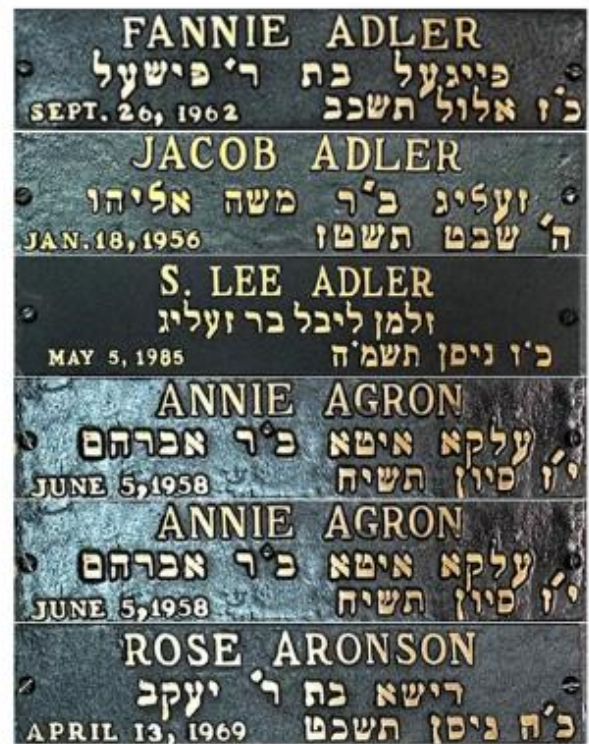 FANNIE ADLER
פייגעל בת ר' פישעל
SEPT. 26, 1962 כ'ז אלול תשכב
JACOB ADLER
זעליג ב'ר משה אליהו
JAN. 18, 1956 ה' שבט תשטז
S. LEE ADLER
זלמן ליבל בר זעליג
MAY 5, 1985 כ'ז ניסן תשמ'ה
ANNIE AGRON
עלקא איטא ב'ר אברהם
JUNE 5, 1958 י'ז סיון תשיח
ANNIE AGRON
עלקא איטא ב'ר אברהם
JUNE 5, 1958 י'ז סיון תשיח
ROSE ARONSON
רישא בת ר' יעקב
APRIL 13, 1969 כ'ה ניסן תשכט